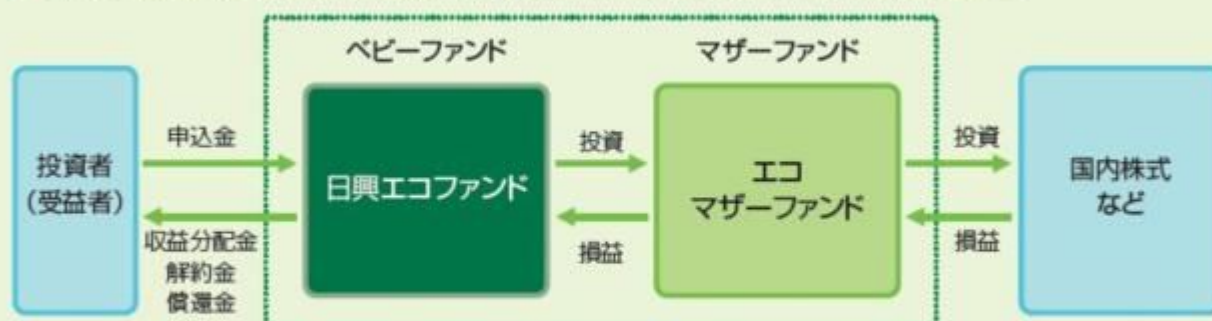 ベビーファンド
マザーファンド
投資者
(受益者)
申込金
収益分配金
解約金
償還金
日興エコファンド
投資
損益
エコ
マザーファンド
投資
損益
国内株式
など